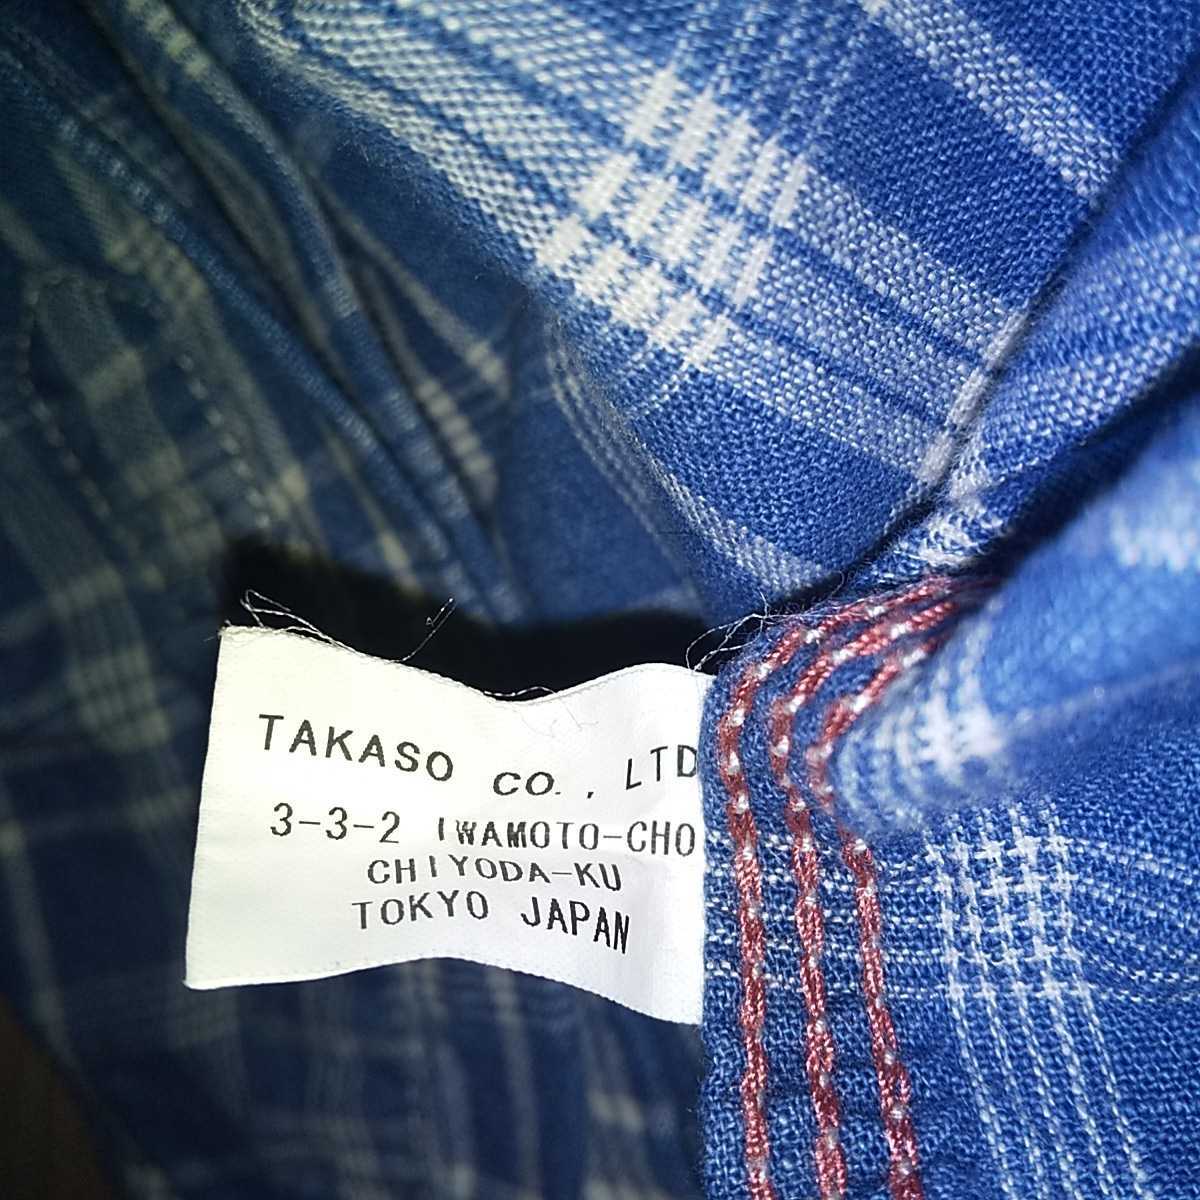 TAKASO CO., LTD
3-3-2 IWAMOTO-CHO
CHIYODA-KU
TOKYO JAPAN